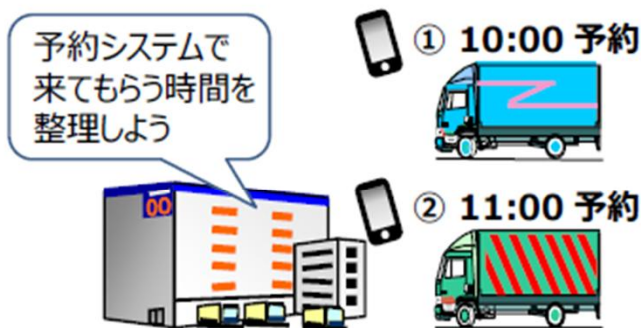 予約システムで
来てもらう時間を
整理しよう
① 10:00 予約
② 11:00 予約
OO